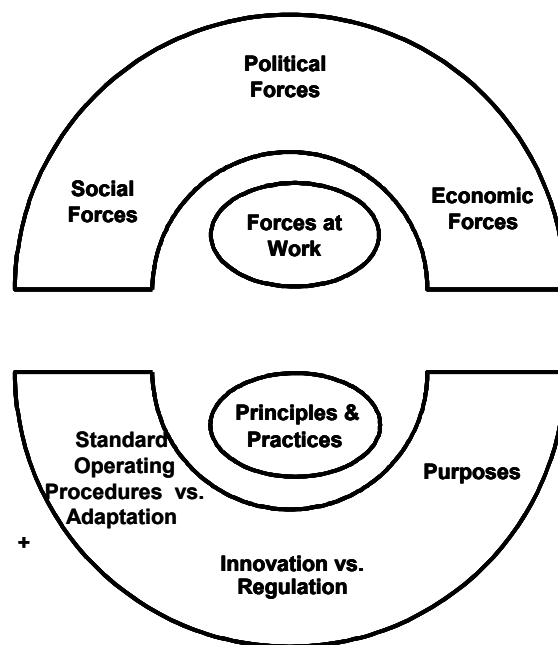 Political
Forces
Social
Forces
Economic
Forces
Forces at
Work
Principles &
Practices
Standard
Operating
Procedures vs.
Adaptation
Purposes
+
Innovation vs.
Regulation